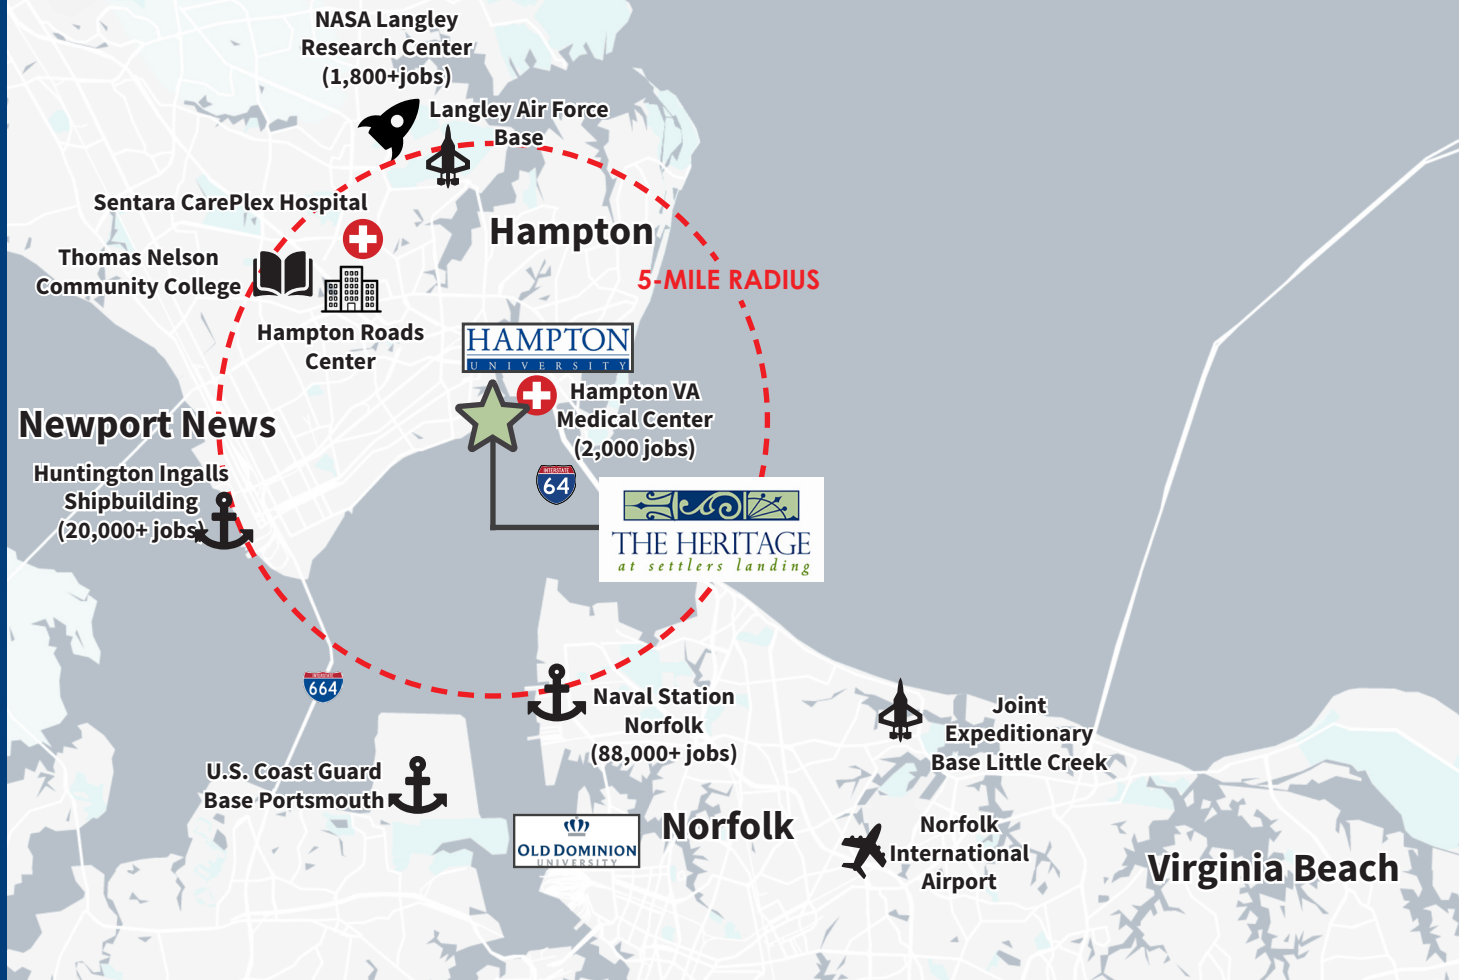 NASA Langley
Research Center
(1,800+jobs)
Langley Air Force
Base
Sentara CarePlex Hospital
Hampton
Thomas Nelson
Community College
5-MILE RADIUS
Hampton Roads
Center
HAMPTON
UNIVERSITY
Hampton VA
Medical Center
(2,000 jobs)
Newport News
Huntington Ingalls
Shipbuilding
(20,000+ jobs)
INTERSTATE
64
THE HERITAGE
at settlers landing
INTERSTATE
664
Naval Station
Norfolk
(88,000+ jobs)
Joint
Expeditionary
Base Little Creek
U.S. Coast Guard
Base Portsmouth
OLD DOMINION
UNIVERSITY
Norfolk
Norfolk
International
Airport
Virginia Beach